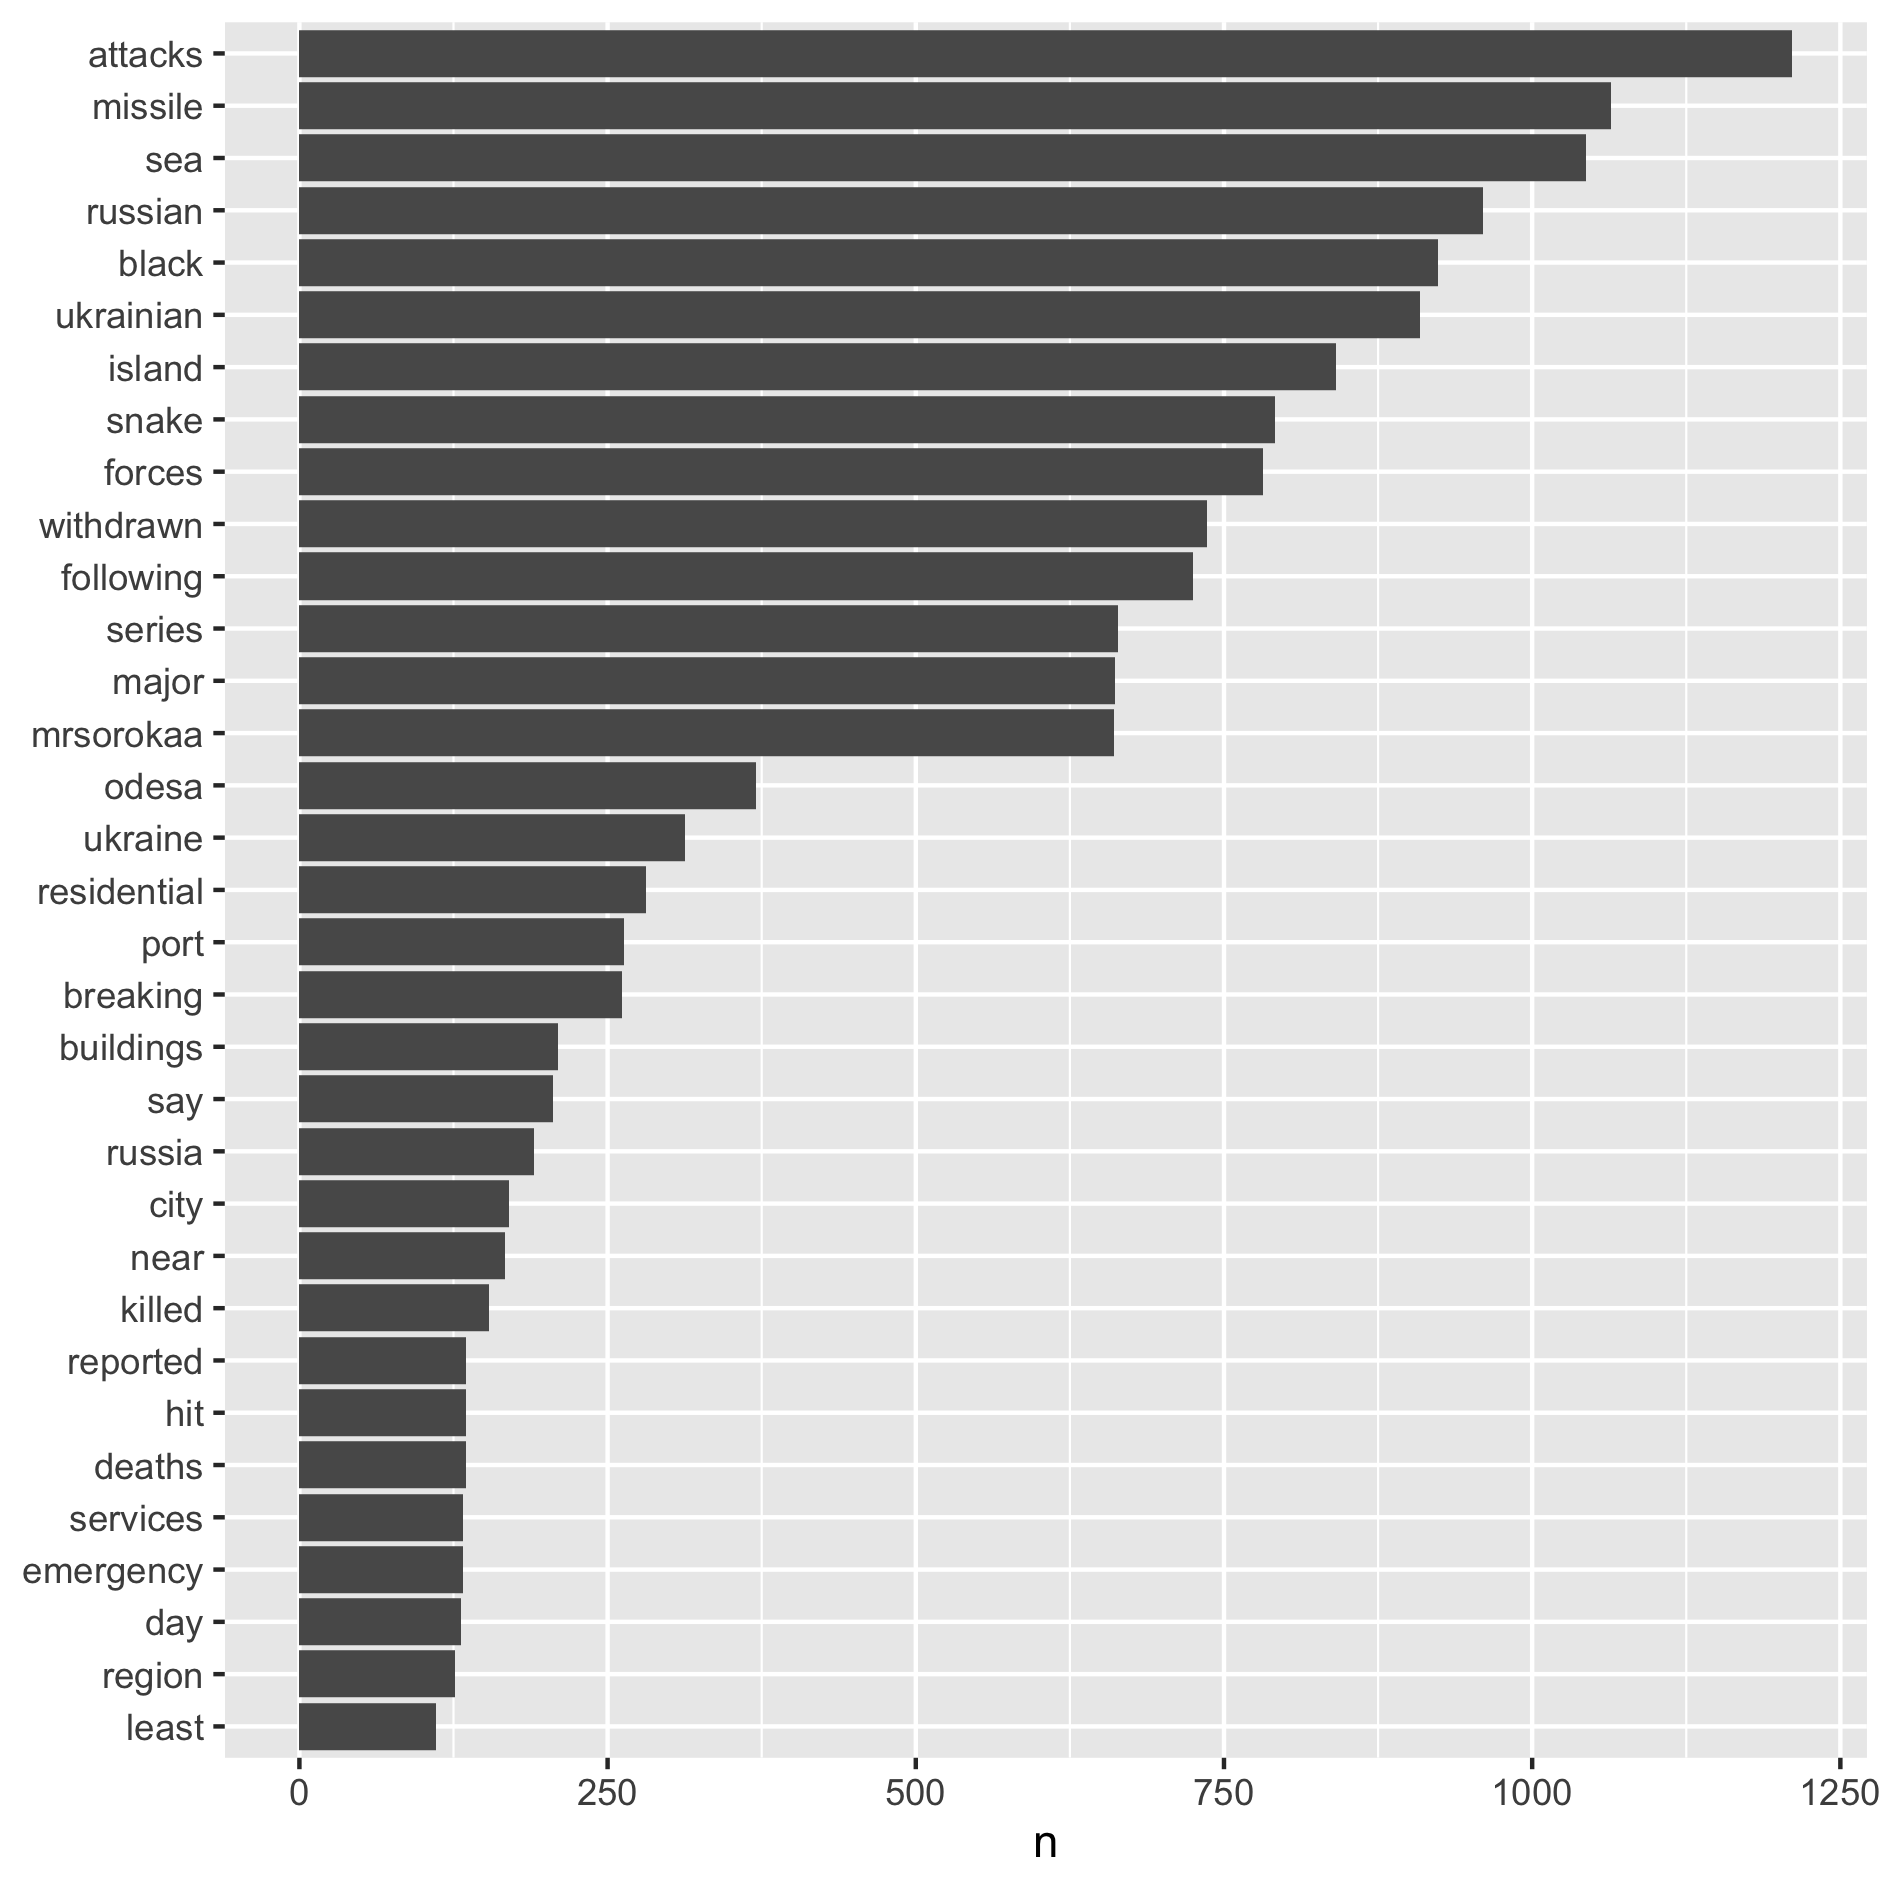 attacks
missile
sea
russian
black
ukrainian
island
snake
forces
withdrawn
following
series
major
mrsorokaa
odesa
ukraine
residential
port
breaking
buildings
say
russia
city
near
killed
reported
hit
deaths
services
emergency
day
region
least
0 250 500 750 1000 1250
n